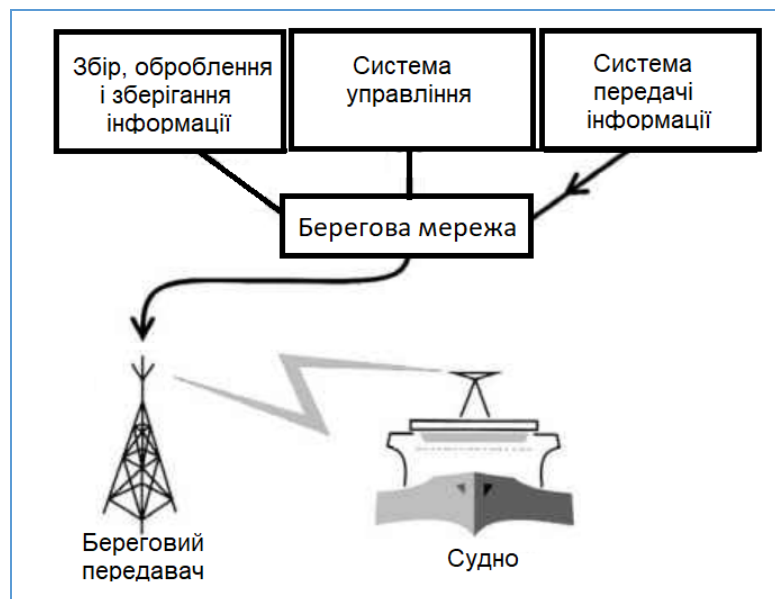 Збір, оброблення
і зберігання
інформації
Система
управління
Система
передачі
інформації
Берегова мережа
Береговий
передавач
Судно